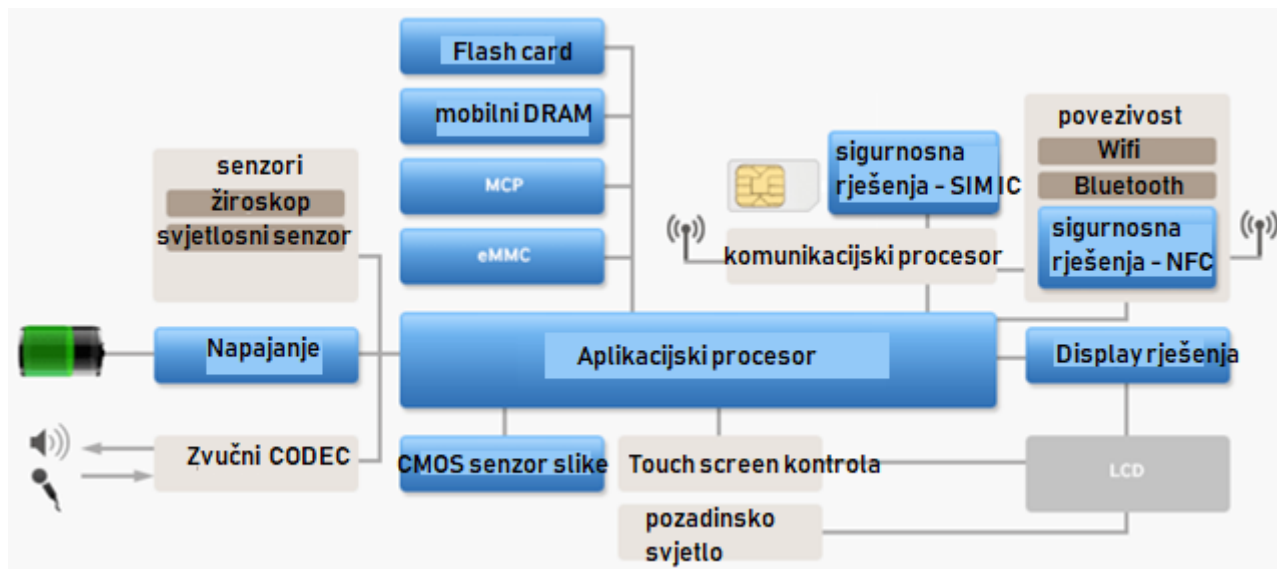 Flash card
mobilni DRAM
MCP
eMMC
senzori
žiroskop
svjetlosni senzor
sigurnosna
rješenja - SIM IC
komunikacijski procesor
povezivost
Wifi
Bluetooth
sigurnosna
rješenja - NFC
Napajanje
Aplikacijski procesor
Display rješenja
Zvučni CODEC
CMOS senzor slike
Touch screen kontrola
LCD
pozadinsko
svjetlo